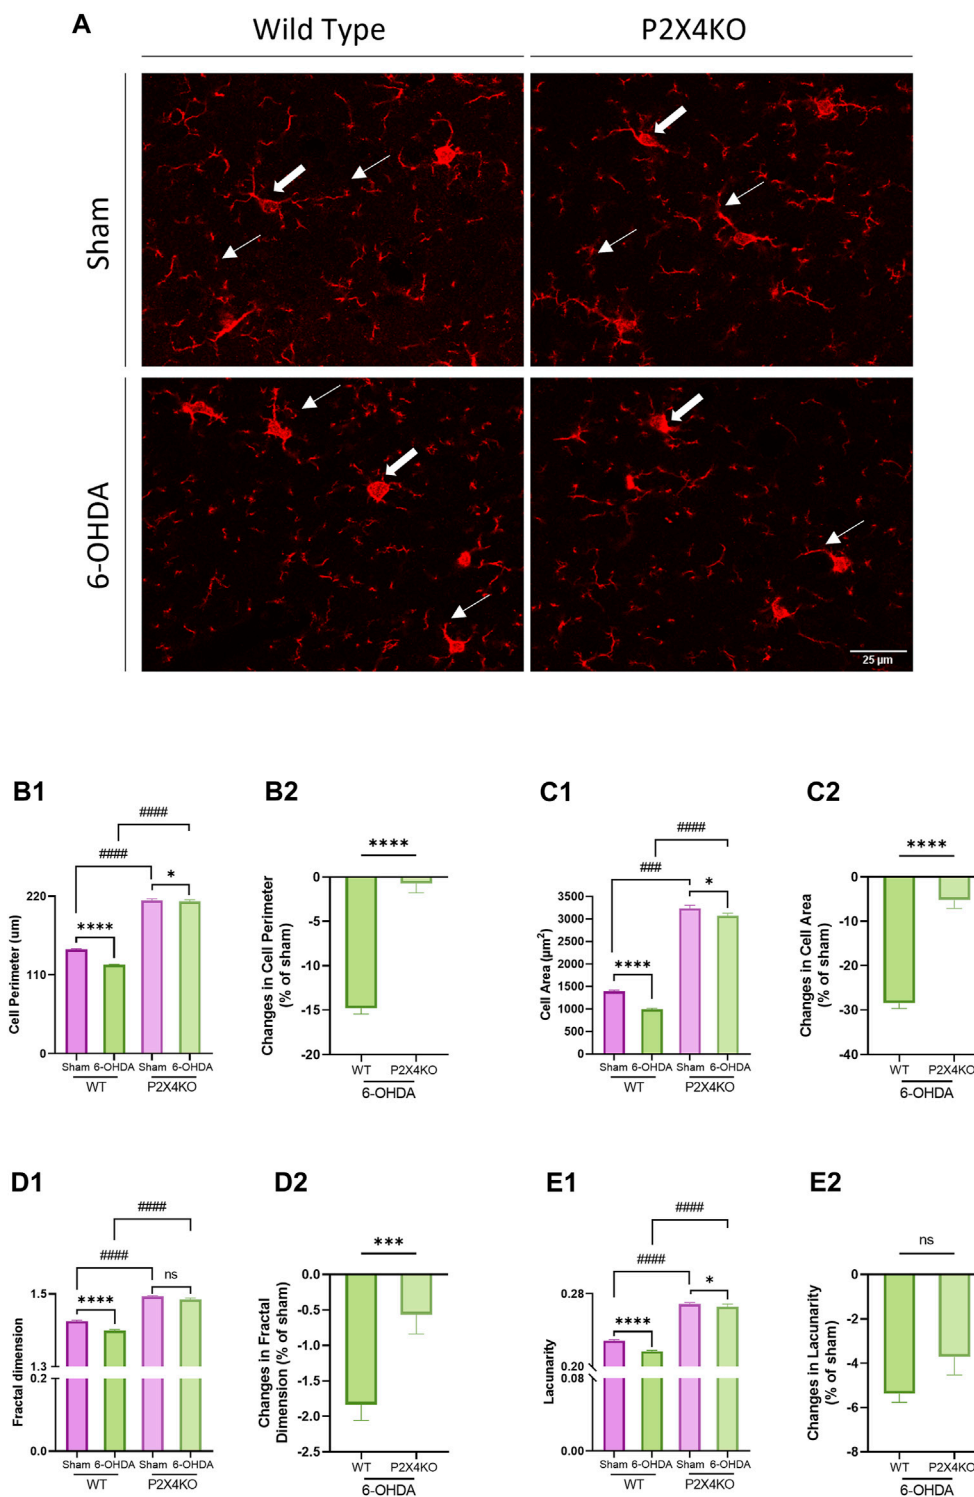 A
Wild Type
P2X4KO
Sham
6-OHDA
25 µm
B1
####
####
*
****
220
110
0
Cell Perimeter (um)
Sham 6-OHDA Sham 6-OHDA
WT
P2X4KO
B2
****
0
-5
-10
-15
-20
Changes in Cell Perimeter
(% of sham)
WT
P2X4KO
6-OHDA
C1
####
###
*
****
3500
3000
2500
2000
1500
1000
500
0
Cell Area (µm²)
Sham 6-OHDA Sham 6-OHDA
WT
P2X4KO
C2
****
0
-10
-20
-30
-40
Changes in Cell Area
(% of sham)
WT
P2X4KO
6-OHDA
D1
####
####
ns
****
1.5
1.3
0.2
0.0
Fractal dimension
Sham 6-OHDA Sham 6-OHDA
WT
P2X4KO
D2
***
0.0
-0.5
-1.0
-1.5
-2.0
-2.5
Changes in Fractal
Dimension (% of sham)
WT
P2X4KO
6-OHDA
E1
####
####
*
****
0.28
0.20
0.08
0.00
Lacunarity
Sham 6-OHDA Sham 6-OHDA
WT
P2X4KO
E2
ns
0
-2
-4
-6
-8
Changes in Lacunarity
(% of sham)
WT
P2X4KO
6-OHDA